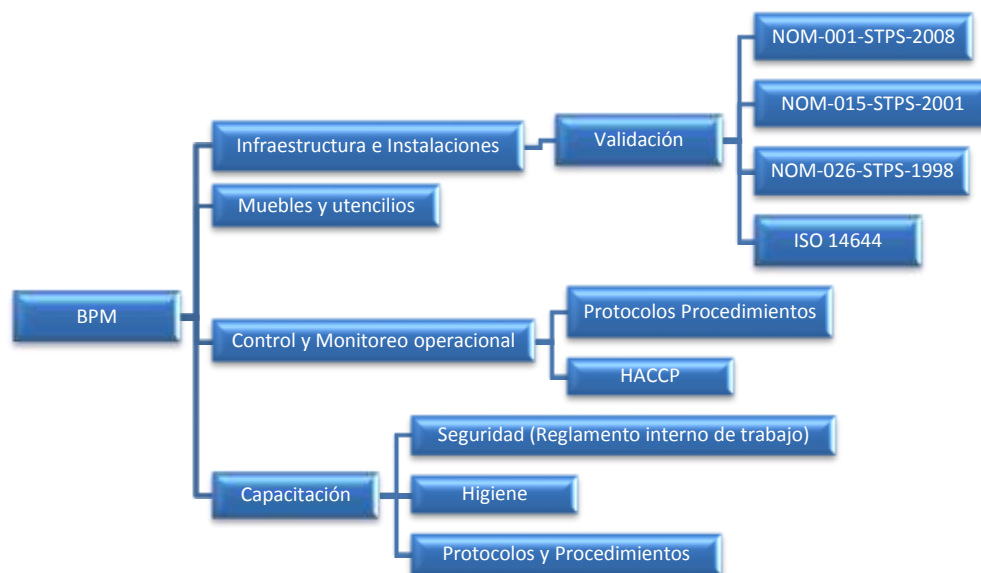 BPM
Infraestructura e Instalaciones
Validación
NOM-001-STPS-2008
NOM-015-STPS-2001
NOM-026-STPS-1998
ISO 14644
Muebles y utencilios
Control y Monitoreo operacional
Protocolos Procedimientos
HACCP
Capacitación
Seguridad (Reglamento interno de trabajo)
Higiene
Protocolos y Procedimientos